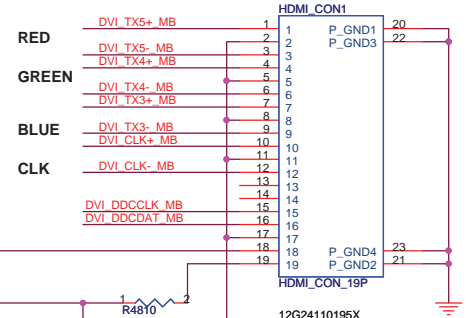 HDMI_CON1
DVI_TX5+_MB 1 1 P_GND1 20
RED 2 2 P_GND3 22
DVI_TX5-_MB 3 3
DVI_TX4+_MB 4 4
GREEN 5 5
DVI_TX4-_MB 6 6
DVI_TX3+_MB 7 7
8 8
BLUE DVI_TX3-_MB 9 9
DVI_CLK+_MB 10 10
11 11
CLK DVI_CLK-_MB 12 12
13 13
14 14
DVI_DDCCLK_MB 15 15
DVI_DDCDAT_MB 16 16
17 17
18 18 P_GND4 23
19 19 P_GND2 21
HDMI_CON_19P
1 2
R4810
12G24110195X